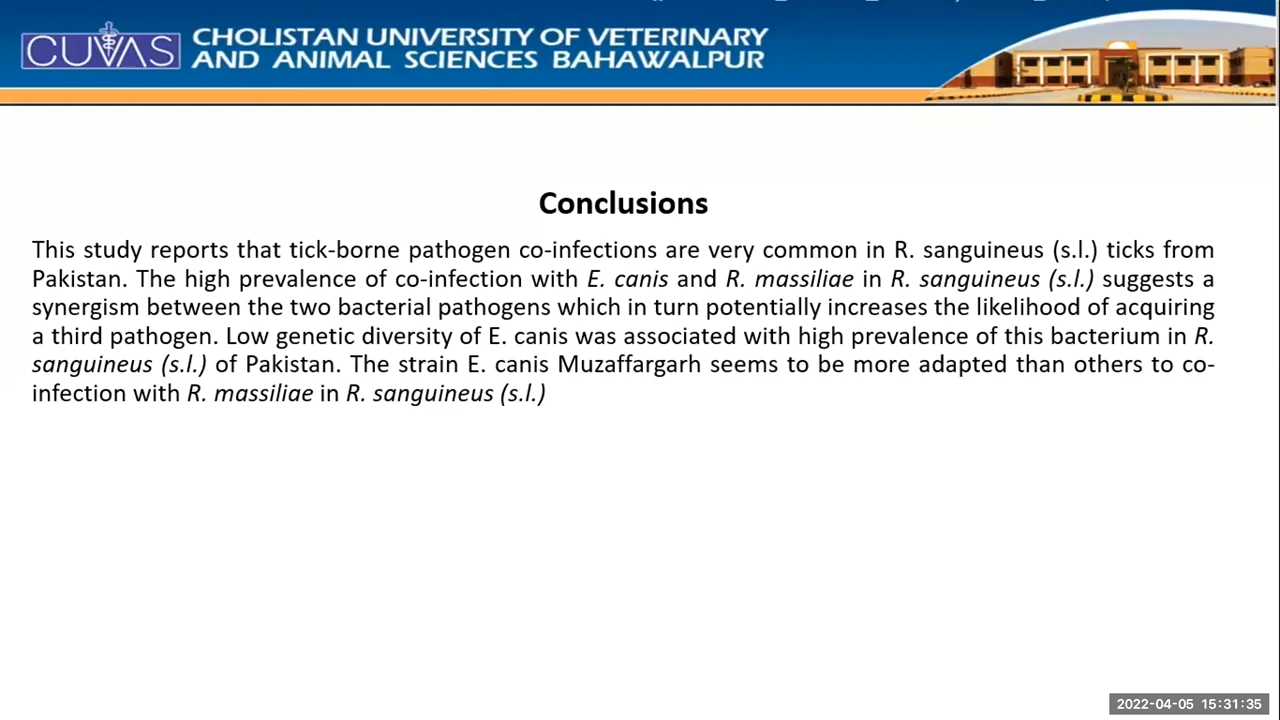 CUVAS
CHOLISTAN UNIVERSITY OF VETERINARY
AND ANIMAL SCIENCES BAHAWALPUR
Conclusions
This study reports that tick-borne pathogen co-infections are very common in R. sanguineus (s.l.) ticks from
Pakistan. The high prevalence of co-infection with E. canis and R. massiliae in R. sanguineus (s.l.) suggests a
synergism between the two bacterial pathogens which in turn potentially increases the likelihood of acquiring
a third pathogen. Low genetic diversity of E. canis was associated with high prevalence of this bacterium in R.
sanguineus (s.l.) of Pakistan. The strain E. canis Muzaffargarh seems to be more adapted than others to co-
infection with R. massiliae in R. sanguineus (s.l.)
2022-04-05 15:31:35